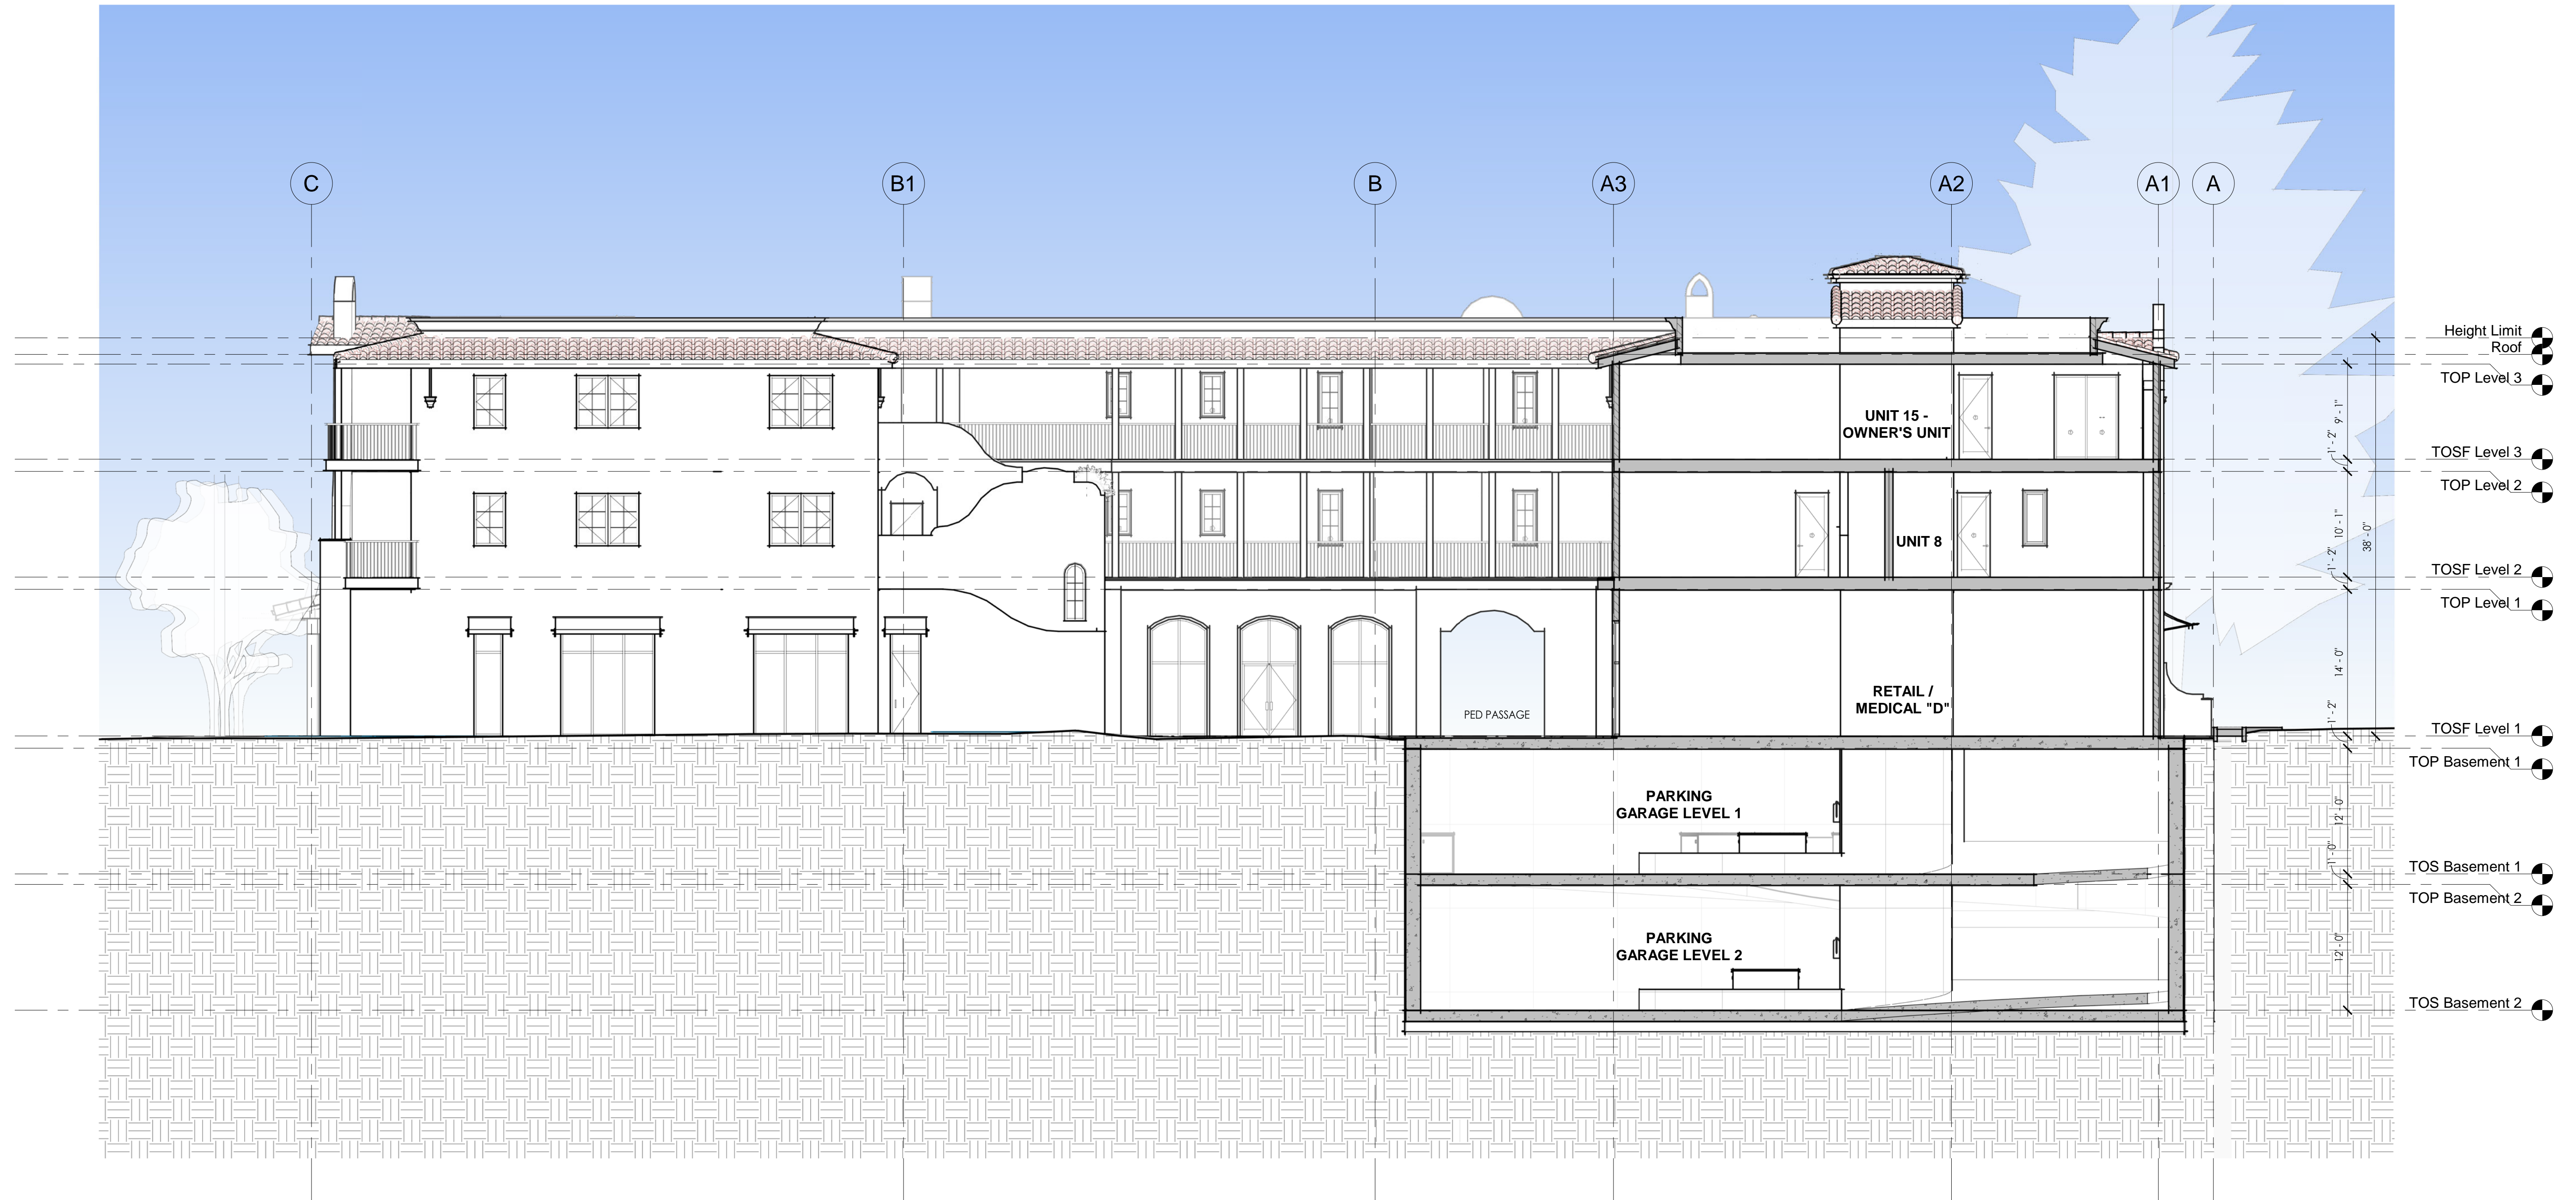 C
B1
B
A3
A2
A1
A
Height Limit
Roof
TOP Level 3
9' - 1"
UNIT 15 -
OWNER'S UNIT
1' - 2"
TOSF Level 3
TOP Level 2
10' - 1"
38' - 0"
UNIT 8
1' - 2"
TOSF Level 2
TOP Level 1
14' - 0"
RETAIL /
MEDICAL "D"
PED PASSAGE
1' - 2"
TOSF Level 1
TOP Basement 1
PARKING
GARAGE LEVEL 1
12' - 0"
1' - 0"
TOS Basement 1
TOP Basement 2
PARKING
GARAGE LEVEL 2
12' - 0"
TOS Basement 2